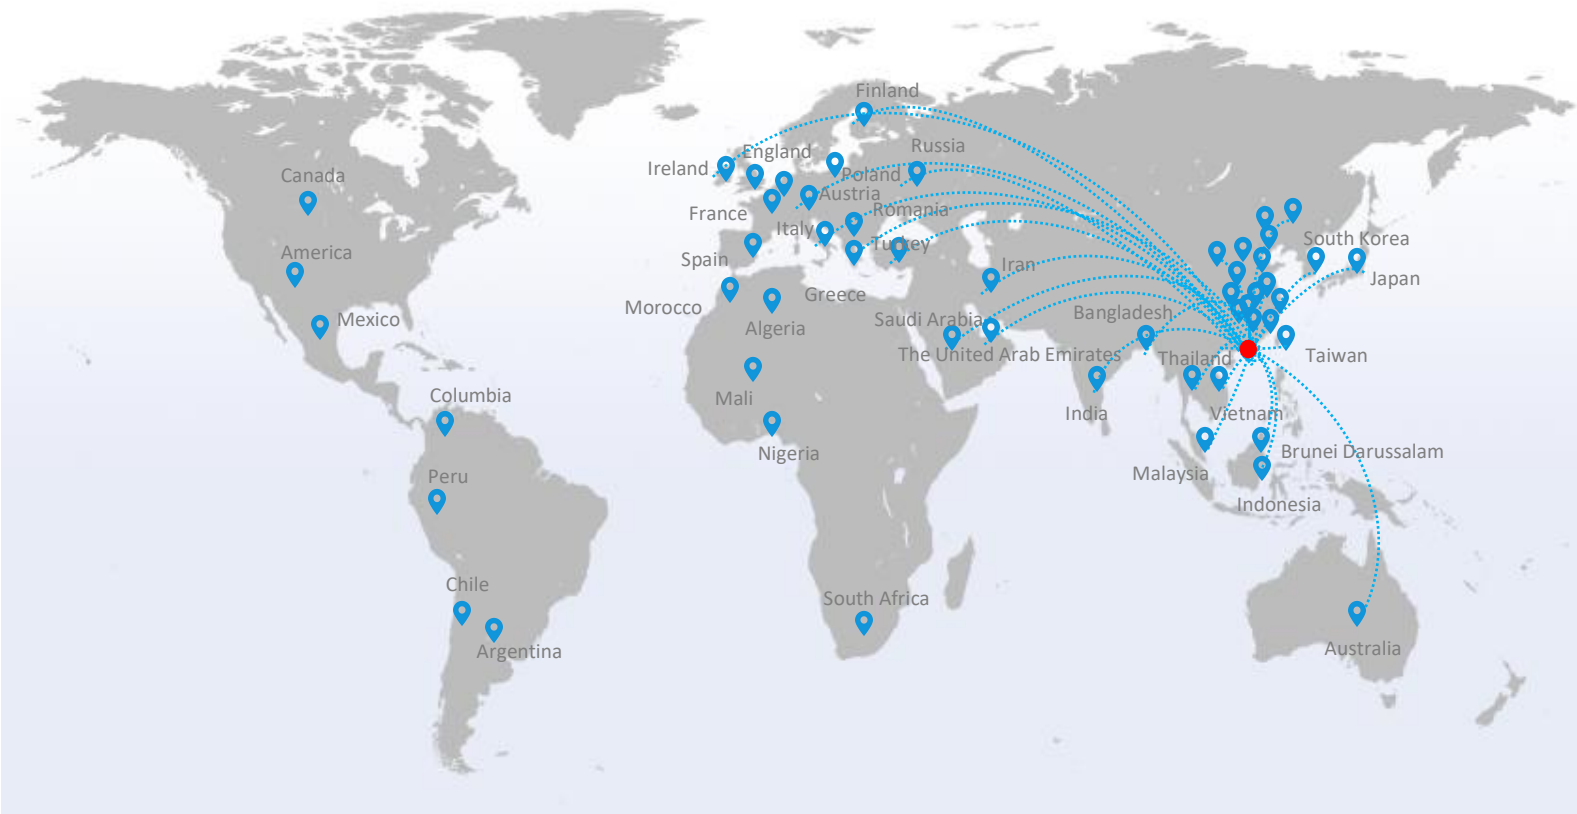 Finland
England
Russia
Ireland
Poland
Canada
Austria
France
Romania
Italy
Turkey
South Korea
America
Spain
Iran
Japan
Greece
Morocco
Algeria
Saudi Arabia
Bangladesh
Mexico
The United Arab Emirates
Thailand
Taiwan
Columbia
Mali
India
Vietnam
Nigeria
Brunei Darussalam
Peru
Malaysia
Indonesia
Chile
South Africa
Argentina
Australia